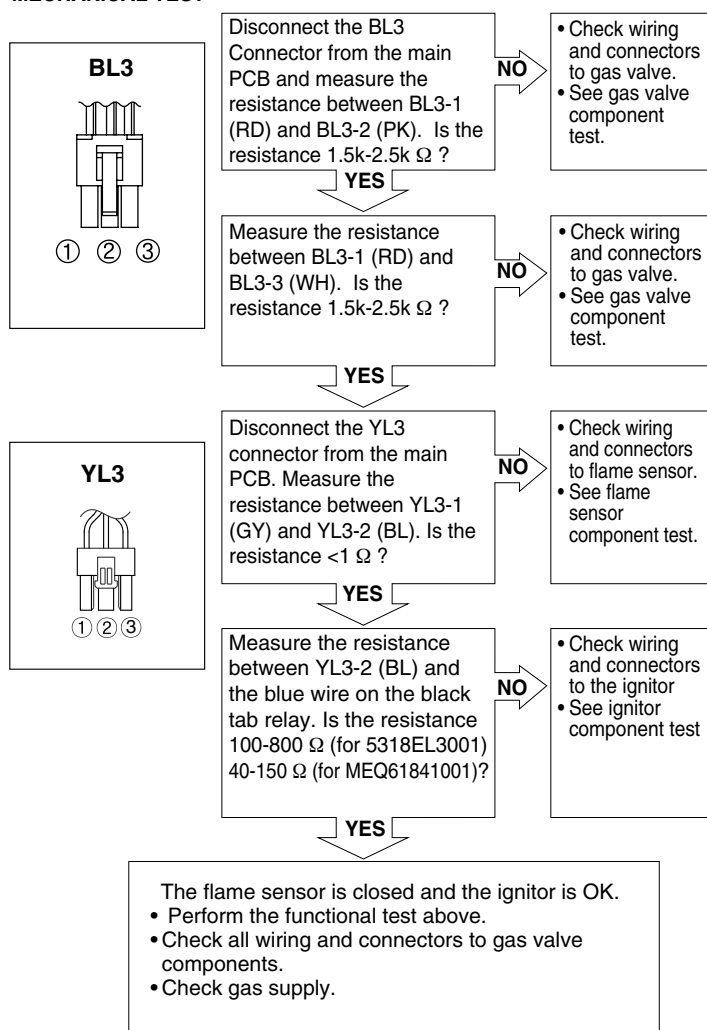 BL3
① ② ③
Disconnect the BL3
Connector from the main
PCB and measure the
resistance between BL3-1
(RD) and BL3-2 (PK). Is the
resistance 1.5k-2.5k Ω ?
NO
• Check wiring
and connectors
to gas valve.
• See gas valve
component
test.
YES
Measure the resistance
between BL3-1 (RD) and
BL3-3 (WH). Is the
resistance 1.5k-2.5k Ω ?
NO
• Check wiring
and connectors
to gas valve.
• See gas valve
component
test.
YES
YL3
① ② ③
Disconnect the YL3
connector from the main
PCB. Measure the
resistance between YL3-1
(GY) and YL3-2 (BL). Is the
resistance <1 Ω ?
NO
• Check wiring
and connectors
to flame sensor.
• See flame
sensor
component test.
YES
Measure the resistance
between YL3-2 (BL) and
the blue wire on the black
tab relay. Is the resistance
100-800 Ω (for 5318EL3001)
40-150 Ω (for MEQ61841001)?
NO
• Check wiring
and connectors
to the ignitor
• See ignitor
component test
YES
The flame sensor is closed and the ignitor is OK.
• Perform the functional test above.
• Check all wiring and connectors to gas valve
components.
• Check gas supply.